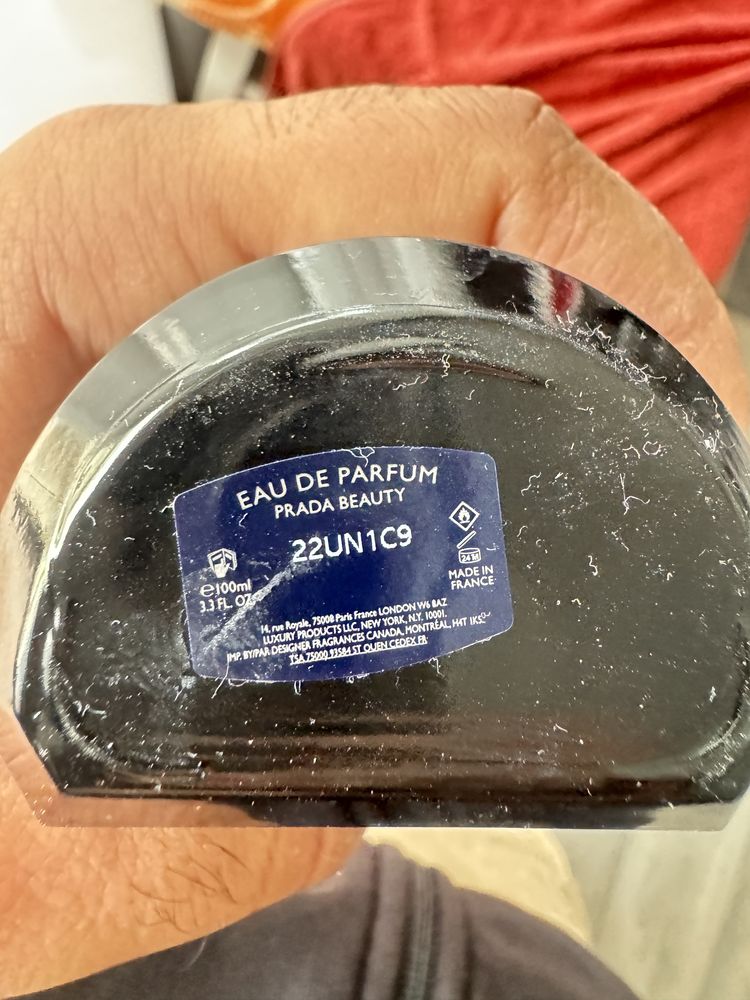 EAU DE PARFUM
PRADA BEAUTY
22UN1C9
e100ml
3.3 FL. OZ
24 M
MADE IN
FRANCE
14, rue Royale, 75008 Paris France LONDON W6 8AZ
LUXURY PRODUCTS LLC, NEW YORK, N.Y. 10001.
IMP. BY/PAR DESIGNER FRAGRANCES CANADA, MONTRÉAL, H4T 1K5
TSA 75000 93584 ST OUEN CEDEX FR